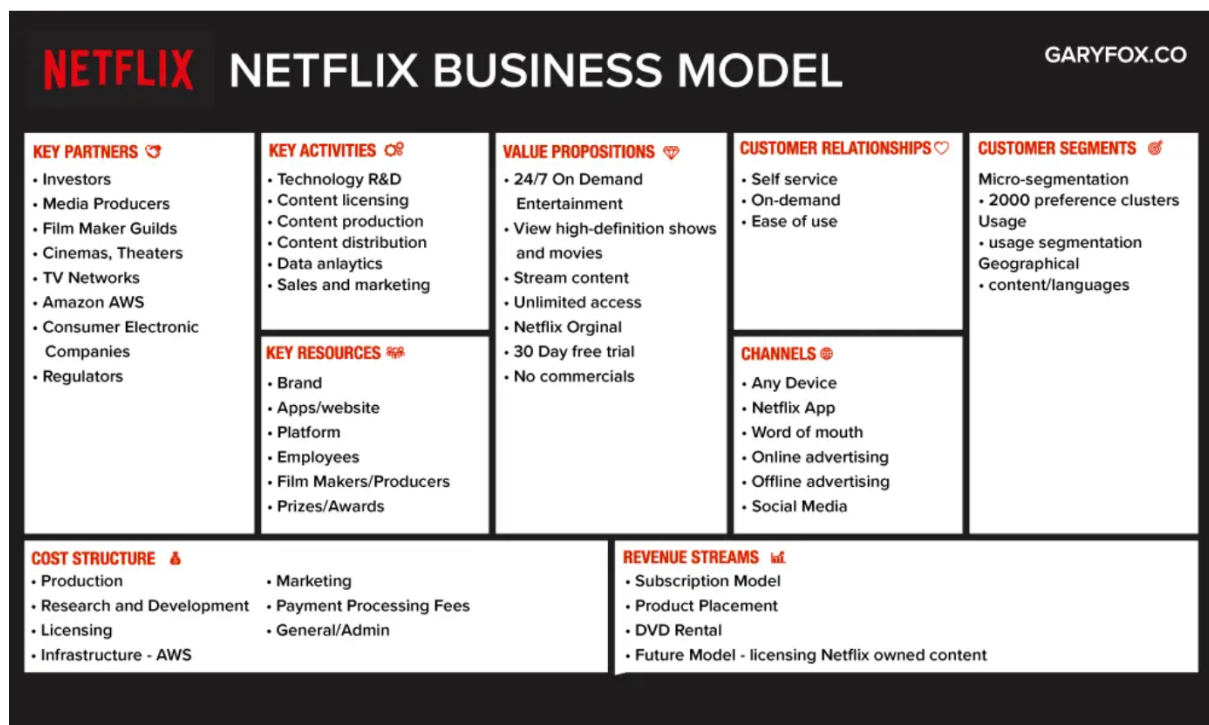 NETFLIX
NETFLIX BUSINESS MODEL
GARYFOX.CO
KEY PARTNERS
• Investors
• Media Producers
• Film Maker Guilds
• Cinemas, Theaters
• TV Networks
• Amazon AWS
• Consumer Electronic
Companies
• Regulators
KEY ACTIVITIES
• Technology R&D
• Content licensing
• Content production
• Content distribution
• Data anlaytics
• Sales and marketing
KEY RESOURCES
• Brand
• Apps/website
• Platform
• Employees
• Film Makers/Producers
• Prizes/Awards
VALUE PROPOSITIONS
• 24/7 On Demand
Entertainment
• View high-definition shows
and movies
• Stream content
• Unlimited access
• Netflix Orginal
• 30 Day free trial
• No commercials
CUSTOMER RELATIONSHIPS
• Self service
• On-demand
• Ease of use
CHANNELS
• Any Device
• Netflix App
• Word of mouth
• Online advertising
• Offline advertising
• Social Media
CUSTOMER SEGMENTS
Micro-segmentation
• 2000 preference clusters
Usage
• usage segmentation
Geographical
• content/languages
COST STRUCTURE
• Production
• Research and Development
• Licensing
• Infrastructure - AWS
• Marketing
• Payment Processing Fees
• General/Admin
REVENUE STREAMS
• Subscription Model
• Product Placement
• DVD Rental
• Future Model - licensing Netflix owned content